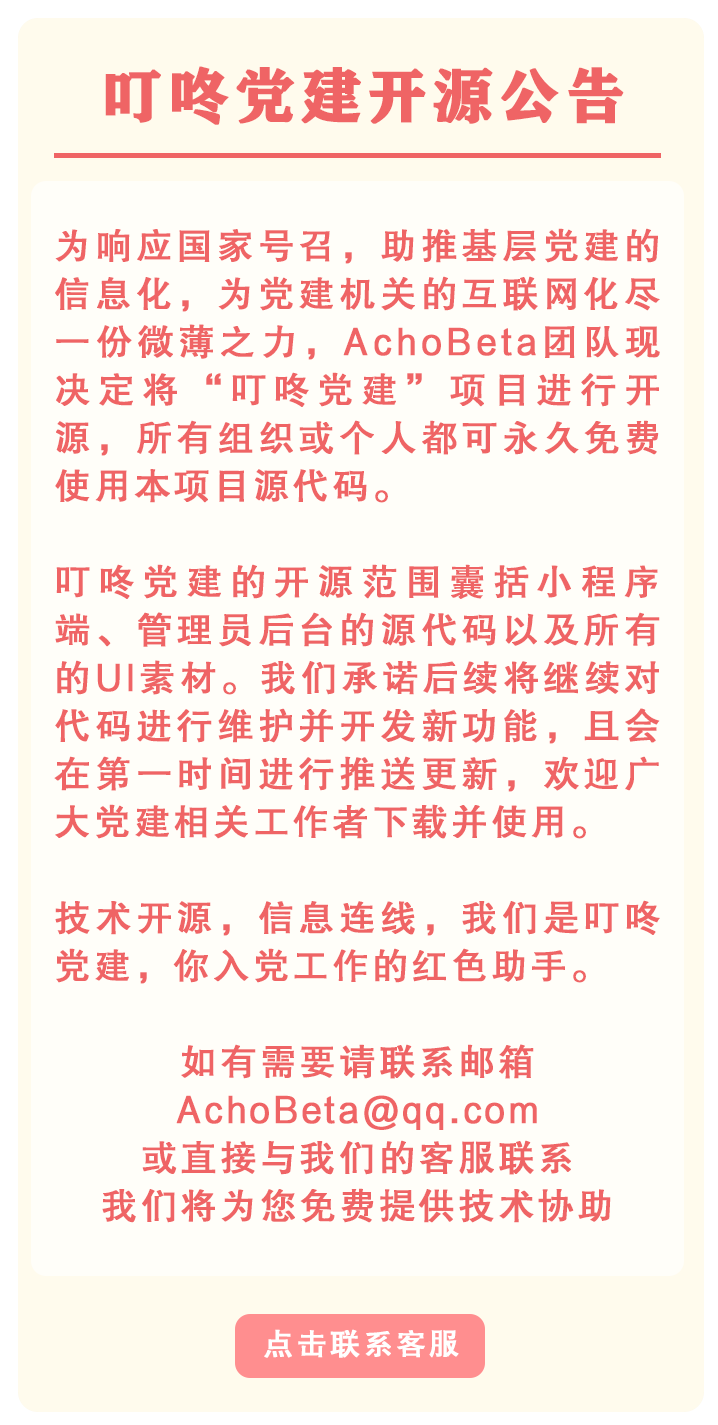 叮咚党建开源公告
为响应国家号召，助推基层党建的
信息化，为党建机关的互联网化尽
一份微薄之力，AchoBeta团队现
决定将“叮咚党建”项目进行开
源，所有组织或个人都可永久免费
使用本项目源代码。
叮咚党建的开源范围囊括小程序
端、管理员后台的源代码以及所有
的UI素材。我们承诺后续将继续对
代码进行维护并开发新功能，且会
在第一时间进行推送更新，欢迎广
大党建相关工作者下载并使用。
技术开源，信息连线，我们是叮咚
党建，你入党工作的红色助手。
如有需要请联系邮箱
AchoBeta@qq.com
或直接与我们的客服联系
我们将为您免费提供技术协助
点击联系客服